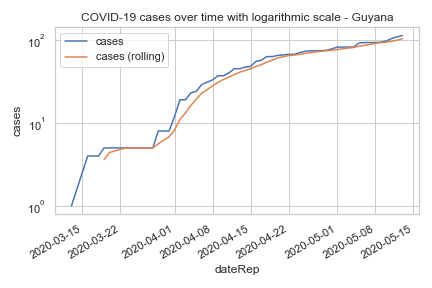 COVID-19 cases over time with logarithmic scale - Guyana
cases
cases (rolling)
10²
10¹
10⁰
cases
2020-03-15
2020-03-22
2020-04-01
2020-04-08
2020-04-15
2020-04-22
2020-05-01
2020-05-08
2020-05-15
dateRep